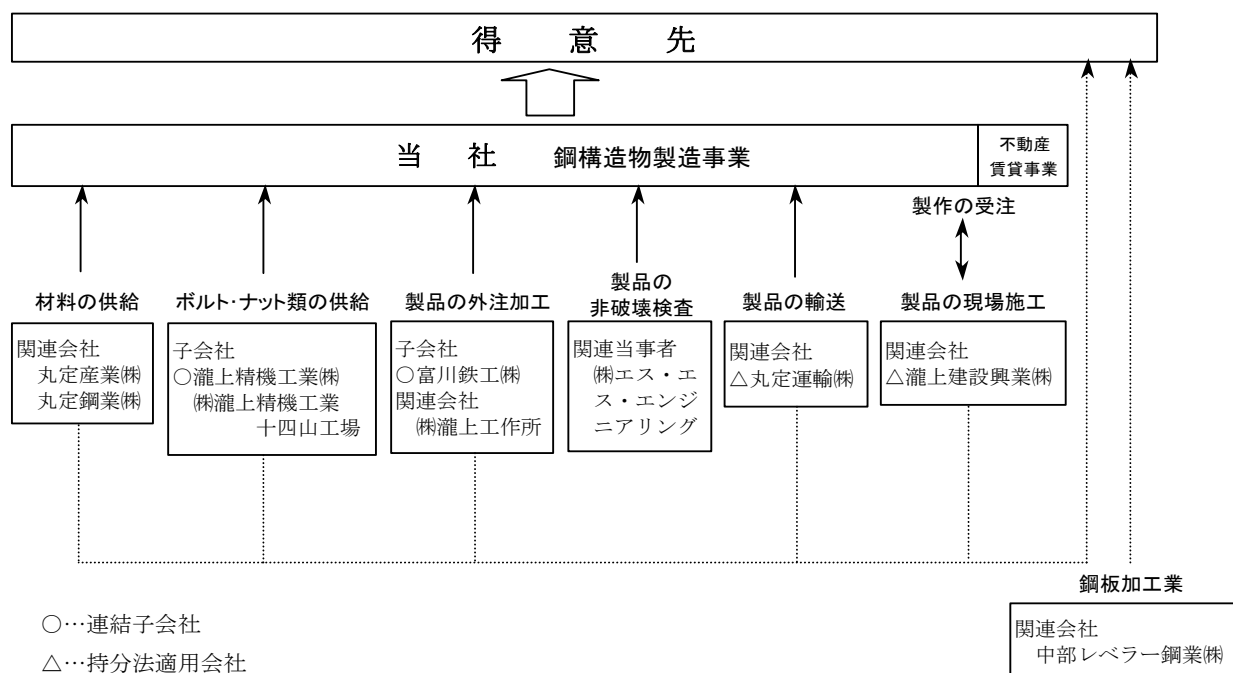 得 意 先
当 社 鋼構造物製造事業
不動産
賃貸事業
製作の受注
材料の供給
関連会社
丸定産業㈱
丸定鋼業㈱
ボルト・ナット類の供給
子会社
○瀧上精機工業㈱
㈱瀧上精機工業
十四山工場
製品の外注加工
子会社
○富川鉄工㈱
関連会社
㈱瀧上工作所
製品の
非破壊検査
関連当事者
㈱エス・エ
ス・エンジ
ニアリング
製品の輸送
関連会社
△丸定運輸㈱
製品の現場施工
関連会社
△瀧上建設興業㈱
鋼板加工業
関連会社
中部レベラー鋼業㈱
○…連結子会社
△…持分法適用会社